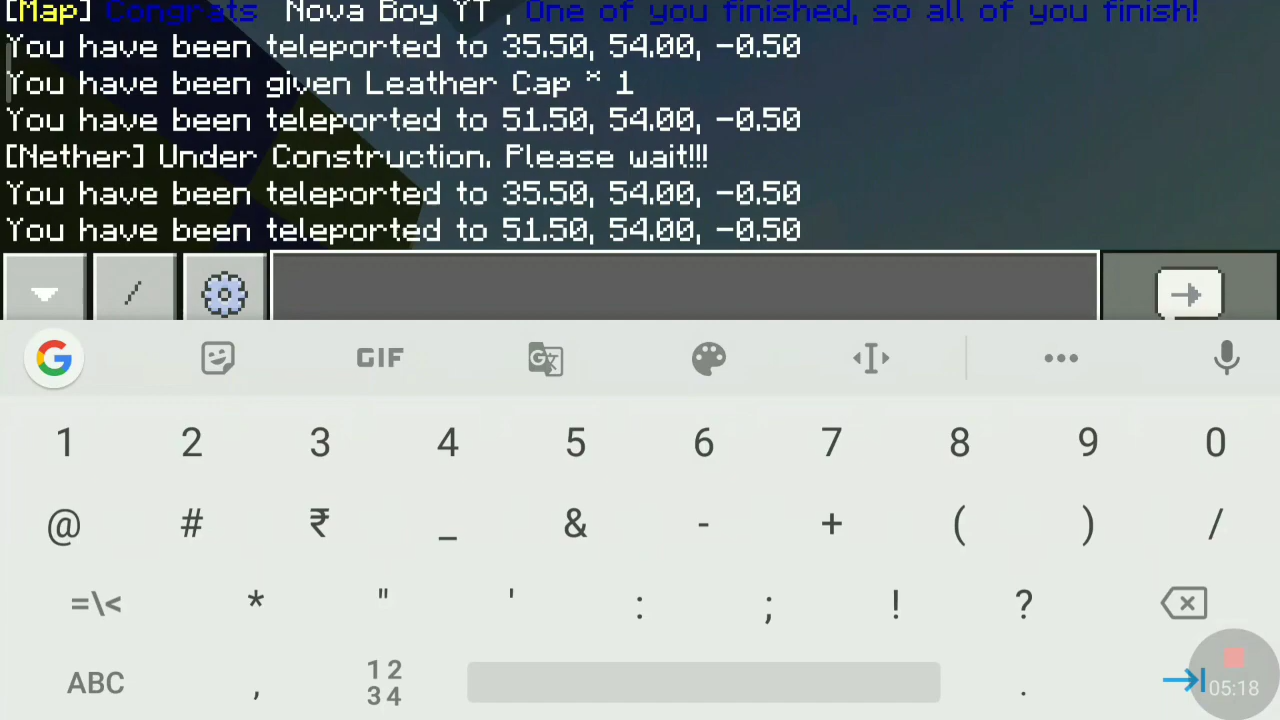 [Map] Congrats Nova Boy YT , One of you finished, so all of you finish!
You have been teleported to 35.50, 54.00, -0.50
You have been given Leather Cap * 1
You have been teleported to 51.50, 54.00, -0.50
[Nether] Under Construction. Please wait!!!
You have been teleported to 35.50, 54.00, -0.50
You have been teleported to 51.50, 54.00, -0.50
/
G GIF G文
1 2 3 4 5 6 7 8 9 0
@ # ₹ _ & - + ( ) /
=\< * " ' : ; ! ?
ABC , 12 34 . 05:18